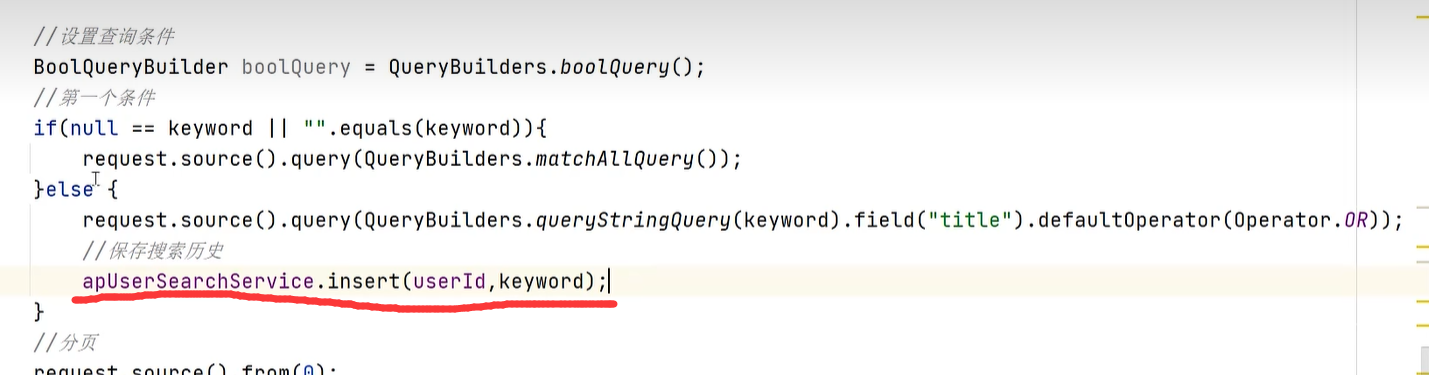 //设置查询条件
BoolQueryBuilder boolQuery = QueryBuilders.boolQuery();
//第一个条件
if(null == keyword || "".equals(keyword)){
    request.source().query(QueryBuilders.matchAllQuery());
}else {
    request.source().query(QueryBuilders.queryStringQuery(keyword).field("title").defaultOperator(Operator.OR));
    //保存搜索历史
    apUserSearchService.insert(userId,keyword);
}
//分页
request.source().from(0);